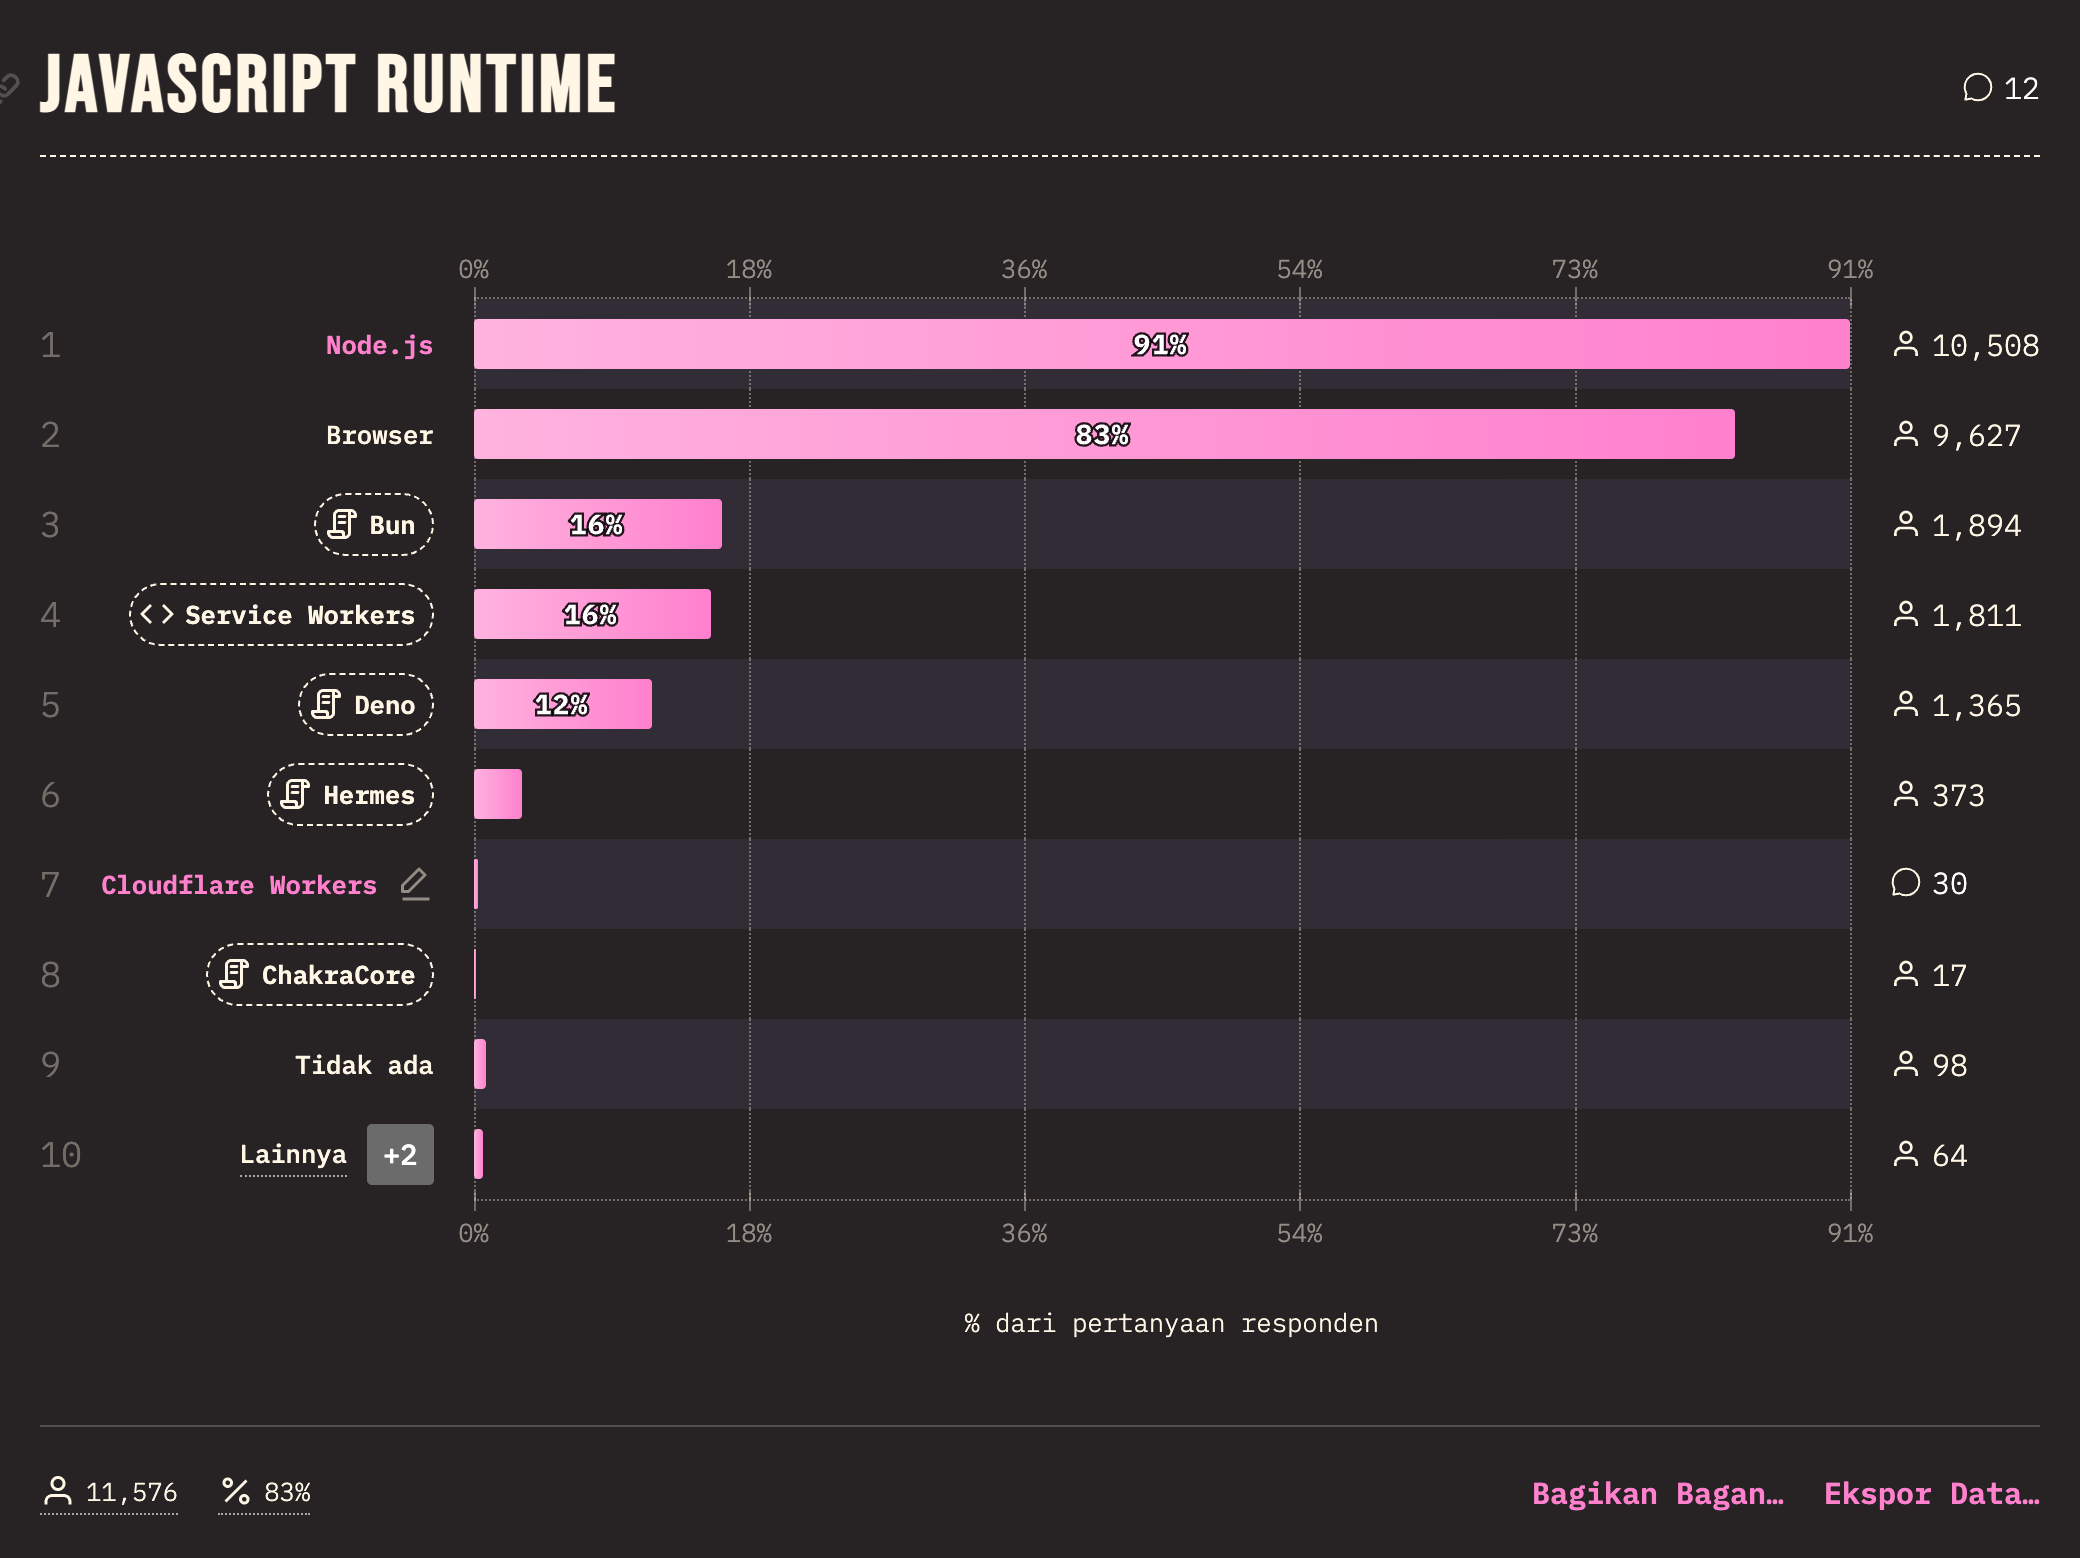 JAVASCRIPT RUNTIME
12
0% 18% 36% 54% 73% 91%
1 Node.js 91% 10,508
2 Browser 83% 9,627
3 Bun 16% 1,894
4 Service Workers 16% 1,811
5 Deno 12% 1,365
6 Hermes 373
7 Cloudflare Workers 30
8 ChakraCore 17
9 Tidak ada 98
10 Lainnya +2 64
0% 18% 36% 54% 73% 91%
% dari pertanyaan responden
11,576 % 83% Bagikan Bagan… Ekspor Data…